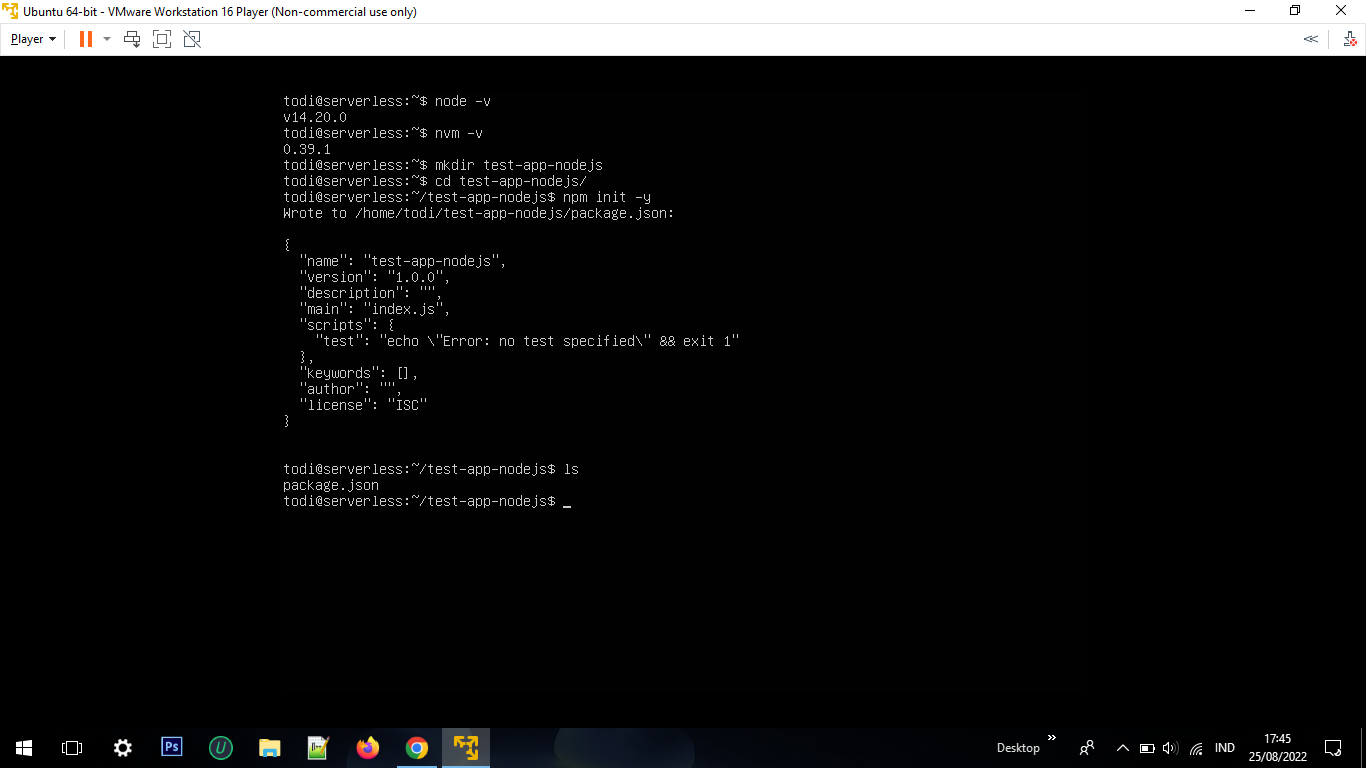 Ubuntu 64-bit - VMware Workstation 16 Player (Non-commercial use only)
Player
todi@serverless:~$ node -v
v14.20.0
todi@serverless:~$ nvm -v
0.39.1
todi@serverless:~$ mkdir test-app-nodejs
todi@serverless:~$ cd test-app-nodejs/
todi@serverless:~/test-app-nodejs$ npm init -y
Wrote to /home/todi/test-app-nodejs/package.json:
{
"name": "test-app-nodejs",
"version": "1.0.0",
"description": "",
"main": "index.js",
"scripts": {
"test": "echo \"Error: no test specified\" && exit 1"
},
"keywords": [],
"author": "",
"license": "ISC"
}
todi@serverless:~/test-app-nodejs$ ls
package.json
todi@serverless:~/test-app-nodejs$ _
Ps
U
Desktop
IND
17:45
25/08/2022